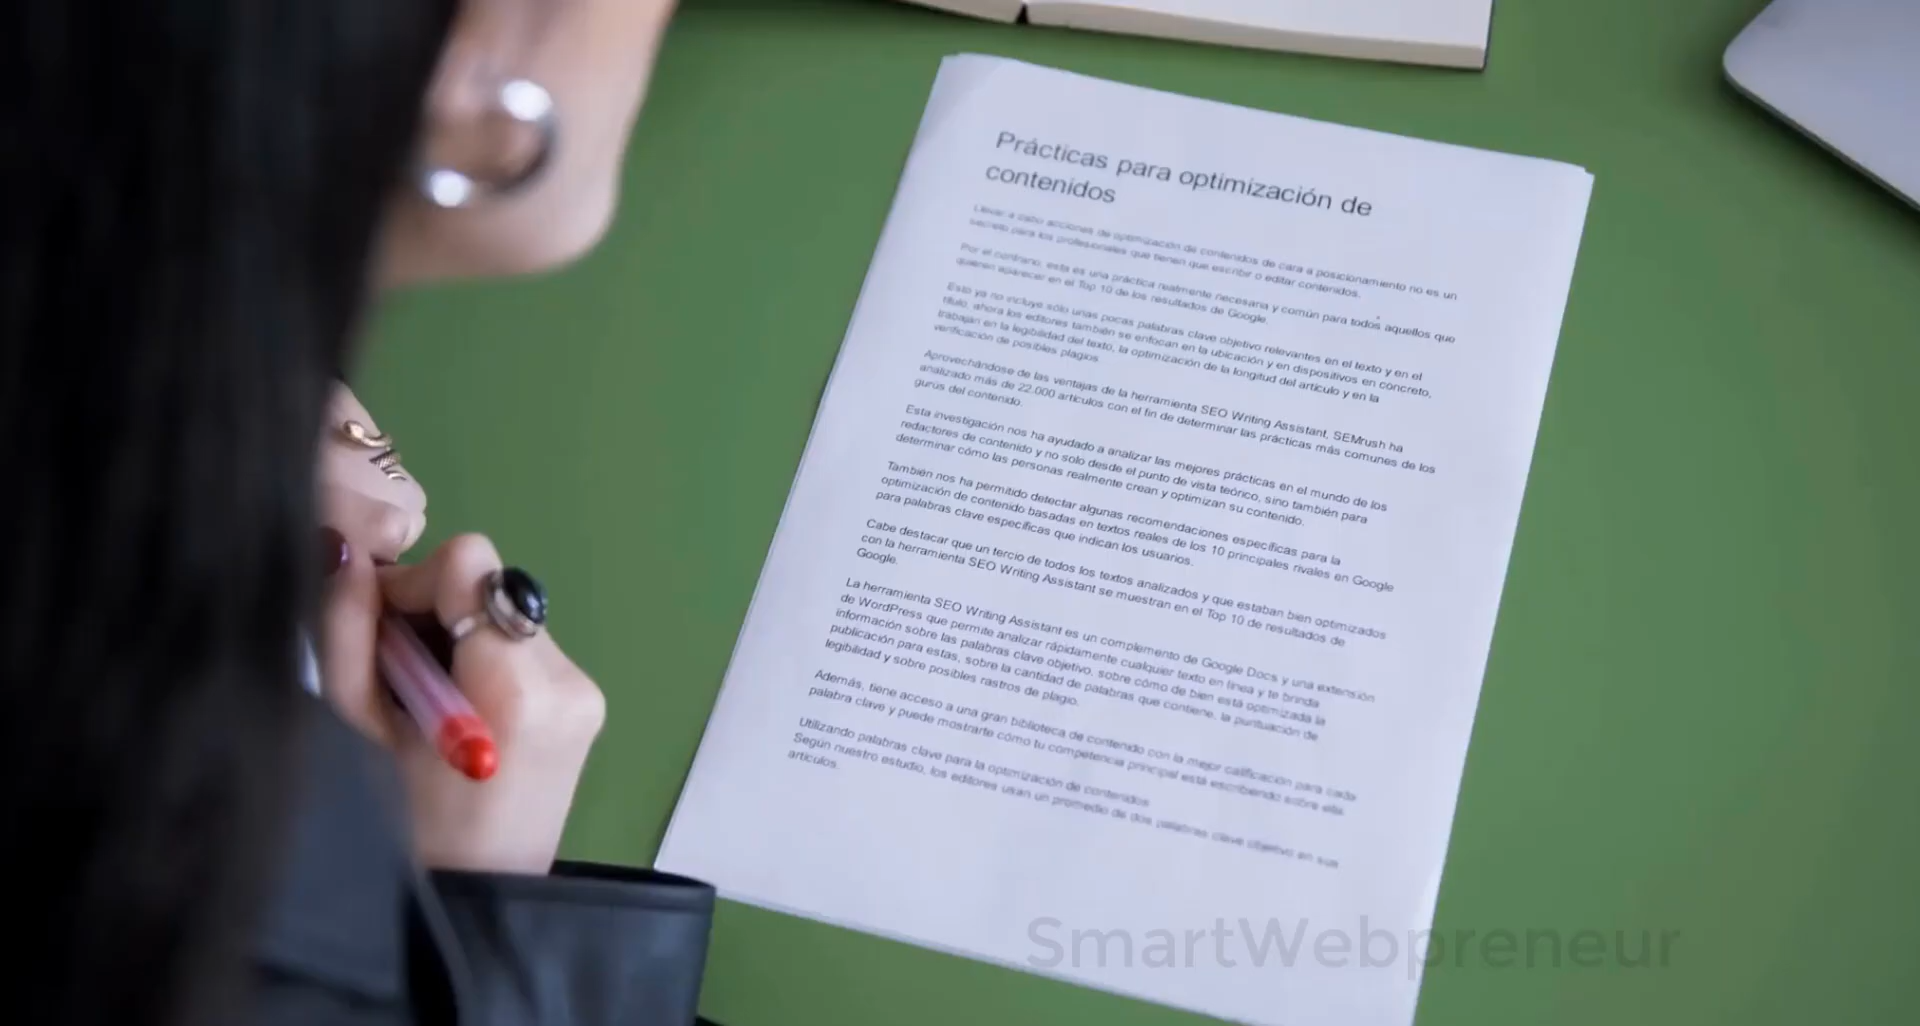 Prácticas para optimización de
contenidos
Llevar a cabo acciones de optimización de contenidos de cara a posicionamiento no es un
secreto para los profesionales que tienen que escribir o editar contenidos.
Por el contrario, esta es una práctica realmente necesaria y común para todos aquellos que
quieren aparecer en el Top 10 de los resultados de Google.
Esto ya no incluye sólo unas pocas palabras clave objetivo relevantes en el texto y en el
título, ahora los editores también se enfocan en la ubicación y en dispositivos en concreto,
trabajan en la legibilidad del texto, la optimización de la longitud del artículo y en la
verificación de posibles plagios
Aprovechándose de las ventajas de la herramienta SEO Writing Assistant, SEMrush ha
analizado más de 22.000 artículos con el fin de determinar las prácticas más comunes de los
gurús del contenido.
Esta investigación nos ha ayudado a analizar las mejores prácticas en el mundo de los
redactores de contenido y no solo desde el punto de vista teórico, sino también para
determinar cómo las personas realmente crean y optimizan su contenido.
También nos ha permitido detectar algunas recomendaciones específicas para la
optimización de contenido basadas en textos reales de los 10 principales rivales en Google
para palabras clave específicas que indican los usuarios.
Cabe destacar que un tercio de todos los textos analizados y que estaban bien optimizados
con la herramienta SEO Writing Assistant se muestran en el Top 10 de resultados de
Google.
La herramienta SEO Writing Assistant es un complemento de Google Docs y una extensión
de WordPress que permite analizar rápidamente cualquier texto en línea y te brinda
información sobre las palabras clave objetivo, sobre cómo de bien está optimizada la
publicación para estas, sobre la cantidad de palabras que contiene, la puntuación de
legibilidad y sobre posibles rastros de plagio.
Además, tiene acceso a una gran biblioteca de contenido con la mejor calificación para cada
palabra clave y puede mostrarte cómo tu competencia principal está escribiendo sobre ella.
Utilizando palabras clave para la optimización de contenidos
Según nuestro estudio, los editores usan un promedio de dos palabras clave objetivo en sus
artículos.
SmartWebpreneur